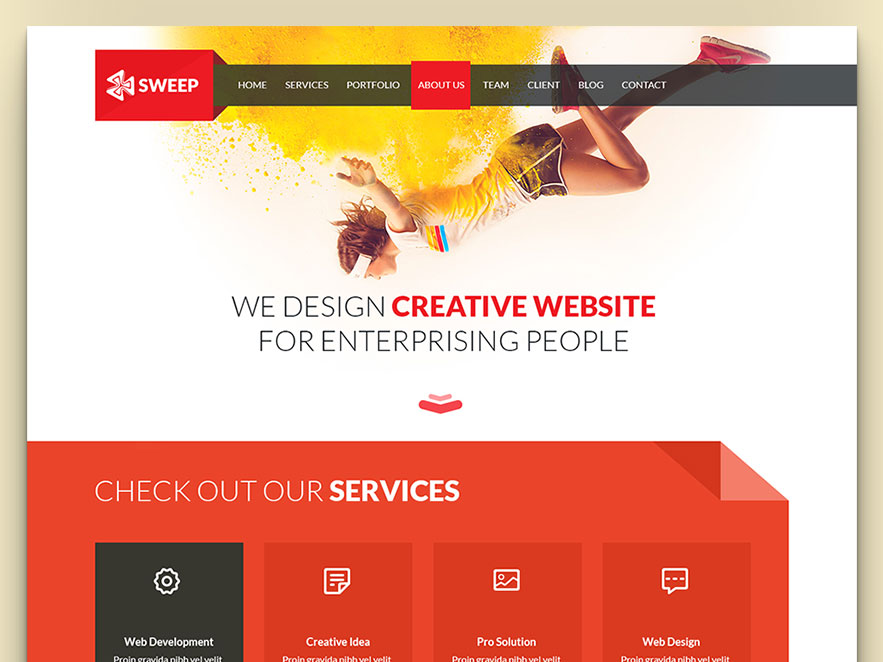 SWEEP
HOME SERVICES PORTFOLIO ABOUT US TEAM CLIENT BLOG CONTACT
WE DESIGN CREATIVE WEBSITE
FOR ENTERPRISING PEOPLE
CHECK OUT OUR SERVICES
Web Development Creative Idea Pro Solution Web Design
Proin gravida nibh vel velit Proin gravida nibh vel velit Proin gravida nibh vel velit Proin gravida nibh vel velit